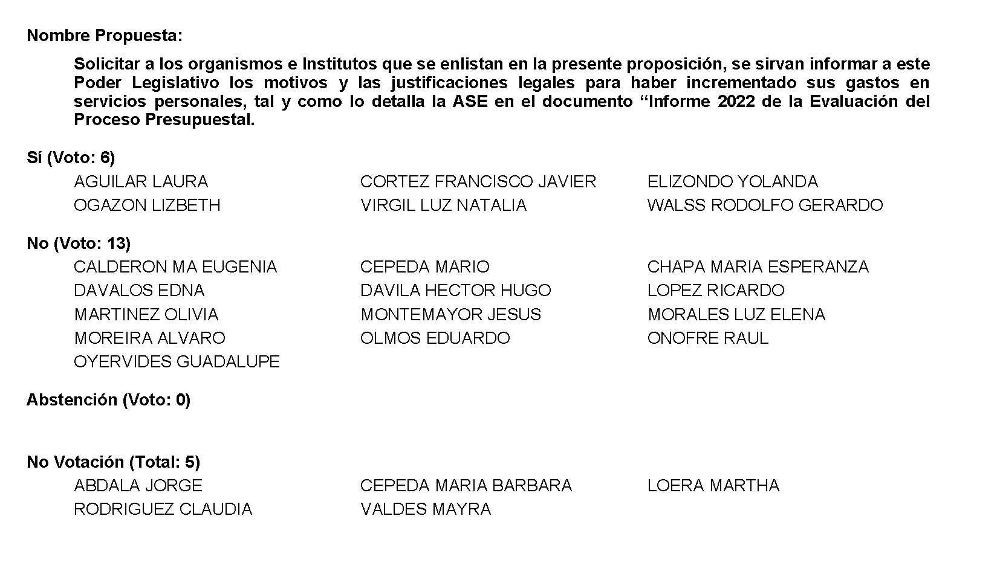 Nombre Propuesta:
Solicitar a los organismos e Institutos que se enlistan en la presente proposición, se sirvan informar a este
Poder Legislativo los motivos y las justificaciones legales para haber incrementado sus gastos en
servicios personales, tal y como lo detalla la ASE en el documento “Informe 2022 de la Evaluación del
Proceso Presupuestal.
Sí (Voto: 6)
AGUILAR LAURA CORTEZ FRANCISCO JAVIER ELIZONDO YOLANDA
OGAZON LIZBETH VIRGIL LUZ NATALIA WALSS RODOLFO GERARDO
No (Voto: 13)
CALDERON MA EUGENIA CEPEDA MARIO CHAPA MARIA ESPERANZA
DAVALOS EDNA DAVILA HECTOR HUGO LOPEZ RICARDO
MARTINEZ OLIVIA MONTEMAYOR JESUS MORALES LUZ ELENA
MOREIRA ALVARO OLMOS EDUARDO ONOFRE RAUL
OYERVIDES GUADALUPE
Abstención (Voto: 0)
No Votación (Total: 5)
ABDALA JORGE CEPEDA MARIA BARBARA LOERA MARTHA
RODRIGUEZ CLAUDIA VALDES MAYRA